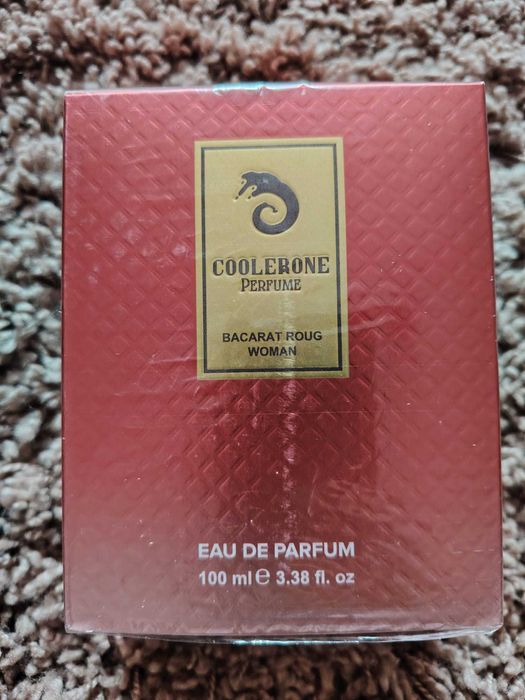 COOLERONE
PERFUME
BACARAT ROUG
WOMAN
EAU DE PARFUM
100 ml ℮ 3.38 fl. oz